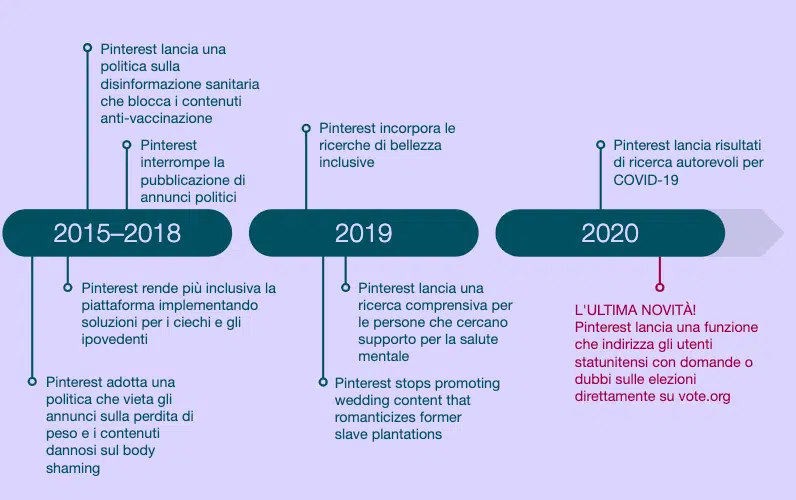 Pinterest lancia una
politica sulla
disinformazione sanitaria
che blocca i contenuti
anti-vaccinazione
Pinterest
interrompe la
pubblicazione di
annunci politici
Pinterest incorpora le
ricerche di bellezza
inclusive
Pinterest lancia risultati
di ricerca autorevoli per
COVID-19
2015–2018
2019
2020
Pinterest rende più inclusiva la
piattaforma implementando
soluzioni per i ciechi e gli
ipovedenti
Pinterest adotta una
politica che vieta gli
annunci sulla perdita di
peso e i contenuti
dannosi sul body
shaming
Pinterest lancia una
ricerca comprensiva per
le persone che cercano
supporto per la salute
mentale
Pinterest stops promoting
wedding content that
romanticizes former
slave plantations
L'ULTIMA NOVITÀ!
Pinterest lancia una funzione
che indirizza gli utenti
statunitensi con domande o
dubbi sulle elezioni
direttamente su vote.org